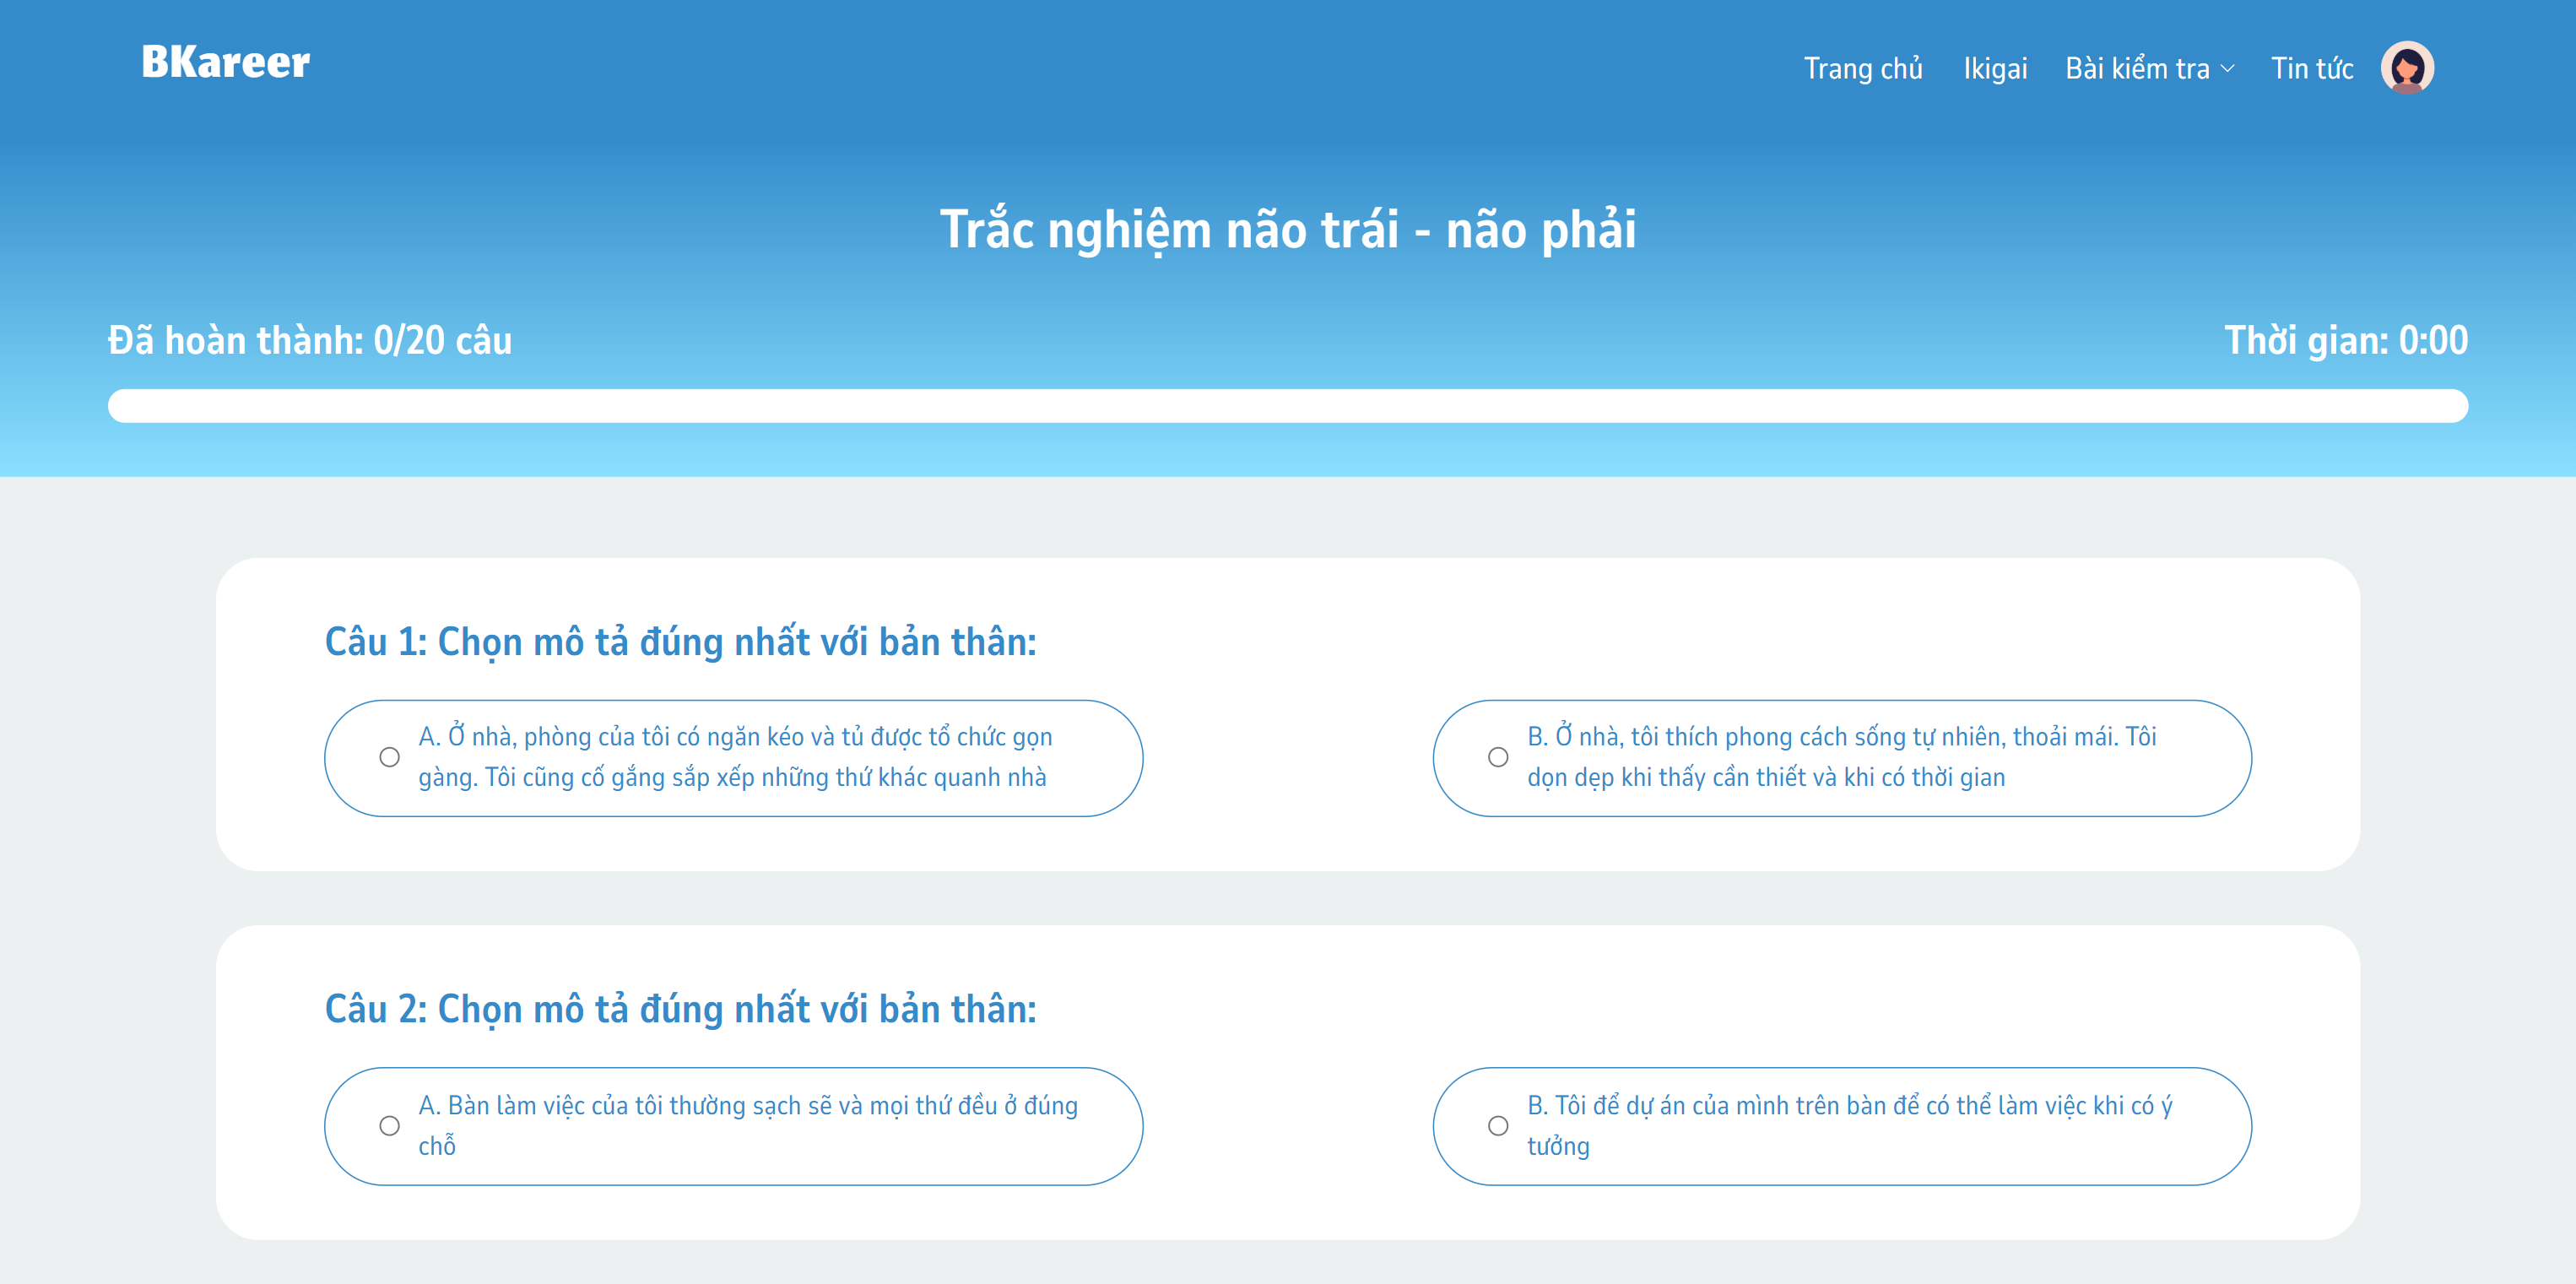 BKareer
Trang chủ Ikigai Bài kiểm tra Tin tức
Trắc nghiệm não trái - não phải
Đã hoàn thành: 0/20 câu
Thời gian: 0:00
Câu 1: Chọn mô tả đúng nhất với bản thân:
A. Ở nhà, phòng của tôi có ngăn kéo và tủ được tổ chức gọn
gàng. Tôi cũng cố gắng sắp xếp những thứ khác quanh nhà
B. Ở nhà, tôi thích phong cách sống tự nhiên, thoải mái. Tôi
dọn dẹp khi thấy cần thiết và khi có thời gian
Câu 2: Chọn mô tả đúng nhất với bản thân:
A. Bàn làm việc của tôi thường sạch sẽ và mọi thứ đều ở đúng
chỗ
B. Tôi để dự án của mình trên bàn để có thể làm việc khi có ý
tưởng